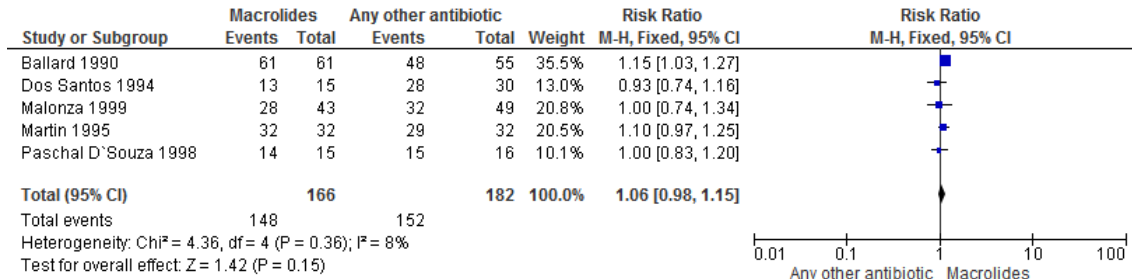 Macrolides Any other antibiotic Risk Ratio Risk Ratio
Study or Subgroup Events Total Events Total Weight M-H, Fixed, 95% CI M-H, Fixed, 95% CI
Ballard 1990 61 61 48 55 35.5% 1.15 [1.03, 1.27]
Dos Santos 1994 13 15 28 30 13.0% 0.93 [0.74, 1.16]
Malonza 1999 28 43 32 49 20.8% 1.00 [0.74, 1.34]
Martin 1995 32 32 29 32 20.5% 1.10 [0.97, 1.25]
Paschal D`Souza 1998 14 15 15 16 10.1% 1.00 [0.83, 1.20]
Total (95% CI) 166 182 100.0% 1.06 [0.98, 1.15]
Total events 148 152
Heterogeneity: Chi² = 4.36, df = 4 (P = 0.36); I² = 8%
Test for overall effect: Z = 1.42 (P = 0.15)
0.01 0.1 1 10 100
Any other antibiotic Macrolides